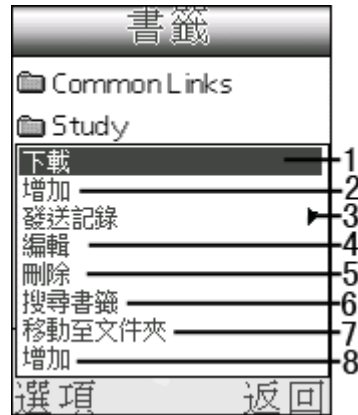 書籤
Common Links
Study
下載 1
增加 2
發送記錄 3
編輯 4
刪除 5
搜尋書籤 6
移動至文件夾 7
增加 8
選項 返回